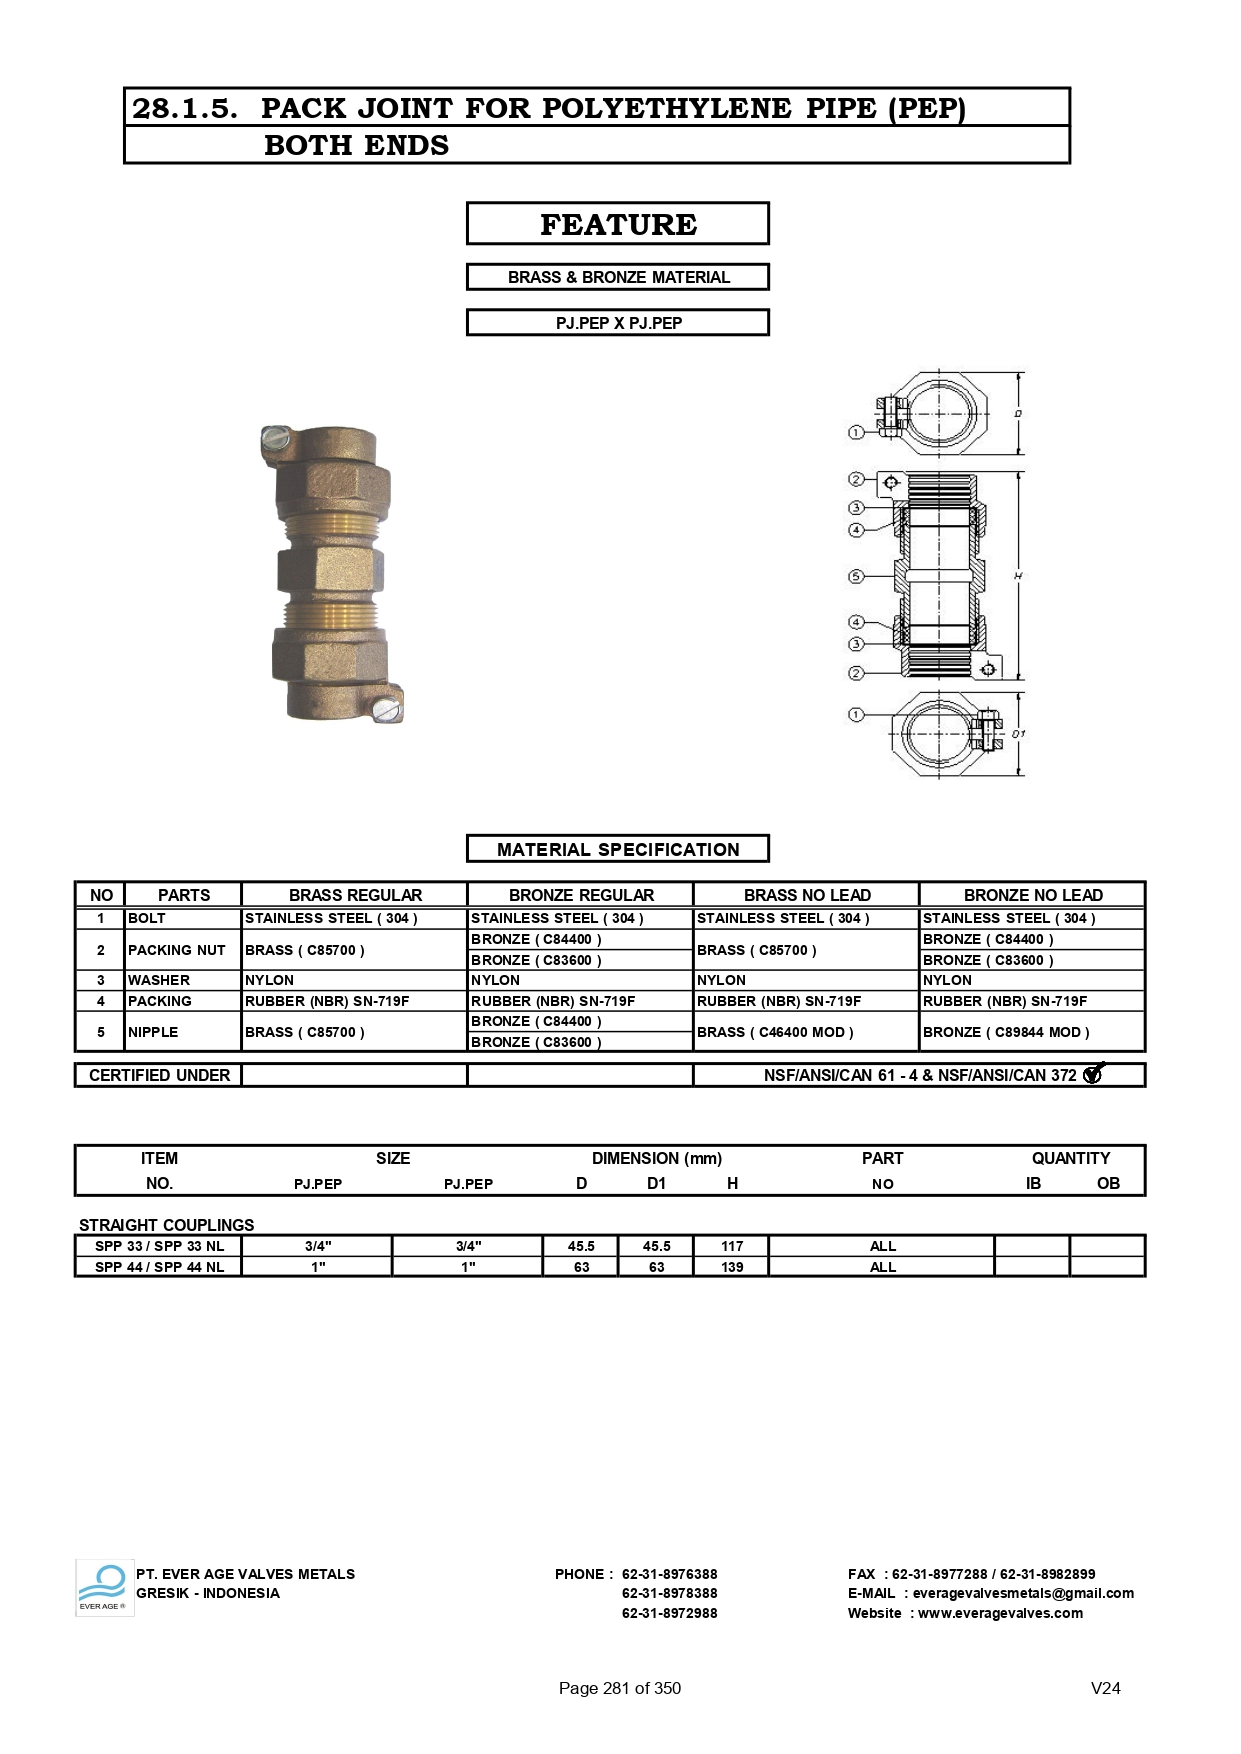 28.1.5. PACK JOINT FOR POLYETHYLENE PIPE (PEP)
BOTH ENDS
FEATURE
BRASS & BRONZE MATERIAL
PJ.PEP X PJ.PEP
D
1
2
3
4
5
H
4
3
2
1
D1
MATERIAL SPECIFICATION
NO PARTS BRASS REGULAR BRONZE REGULAR BRASS NO LEAD BRONZE NO LEAD
1 BOLT STAINLESS STEEL ( 304 ) STAINLESS STEEL ( 304 ) STAINLESS STEEL ( 304 ) STAINLESS STEEL ( 304 )
2 PACKING NUT BRASS ( C85700 ) BRONZE ( C84400 ) BRASS ( C85700 ) BRONZE ( C84400 )
BRONZE ( C83600 ) BRONZE ( C83600 )
3 WASHER NYLON NYLON NYLON NYLON
4 PACKING RUBBER (NBR) SN-719F RUBBER (NBR) SN-719F RUBBER (NBR) SN-719F RUBBER (NBR) SN-719F
5 NIPPLE BRASS ( C85700 ) BRONZE ( C84400 ) BRASS ( C46400 MOD ) BRONZE ( C89844 MOD )
BRONZE ( C83600 )
CERTIFIED UNDER NSF/ANSI/CAN 61 - 4 & NSF/ANSI/CAN 372
ITEM SIZE DIMENSION (mm) PART QUANTITY
NO. PJ.PEP PJ.PEP D D1 H NO IB OB
STRAIGHT COUPLINGS
SPP 33 / SPP 33 NL 3/4" 3/4" 45.5 45.5 117 ALL
SPP 44 / SPP 44 NL 1" 1" 63 63 139 ALL
EVER AGE ®
PT. EVER AGE VALVES METALS PHONE : 62-31-8976388 FAX : 62-31-8977288 / 62-31-8982899
GRESIK - INDONESIA 62-31-8978388 E-MAIL : everagevalvesmetals@gmail.com
62-31-8972988 Website : www.everagevalves.com
Page 281 of 350 V24